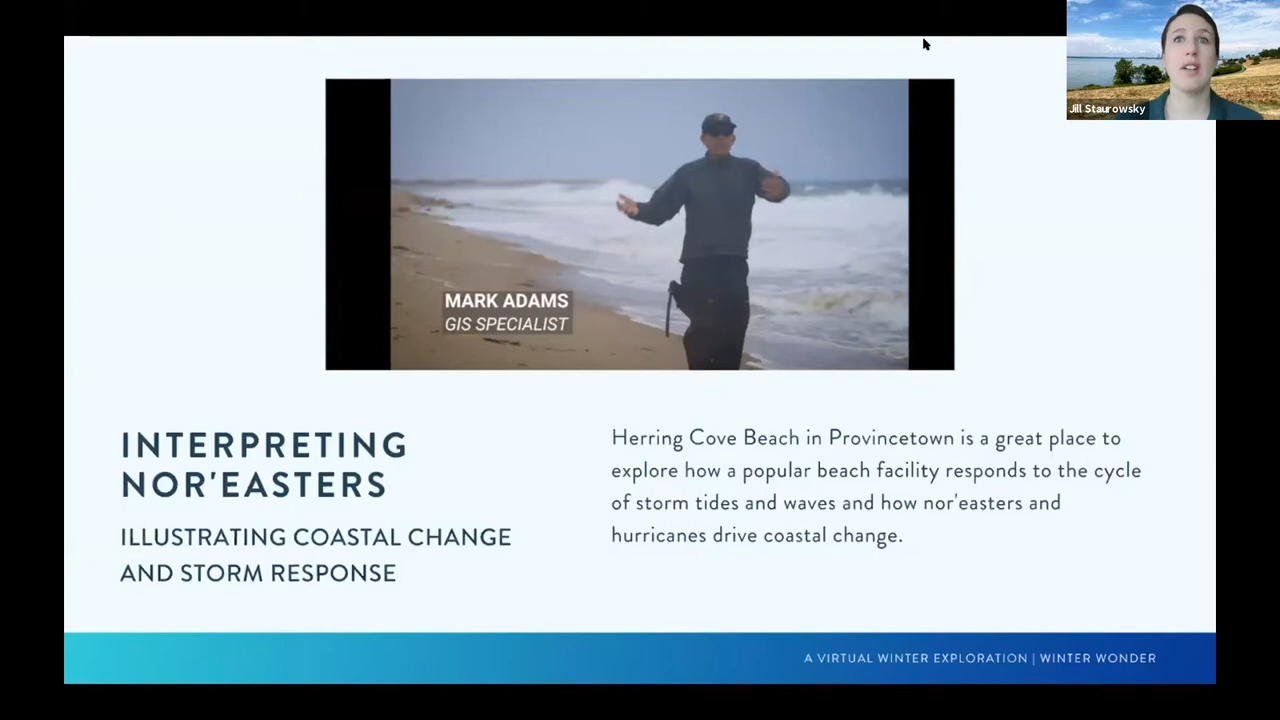 Jill Staurowsky
MARK ADAMS
GIS SPECIALIST
INTERPRETING
NOR'EASTERS
ILLUSTRATING COASTAL CHANGE
AND STORM RESPONSE
Herring Cove Beach in Provincetown is a great place to
explore how a popular beach facility responds to the cycle
of storm tides and waves and how nor'easters and
hurricanes drive coastal change.
A VIRTUAL WINTER EXPLORATION | WINTER WONDER